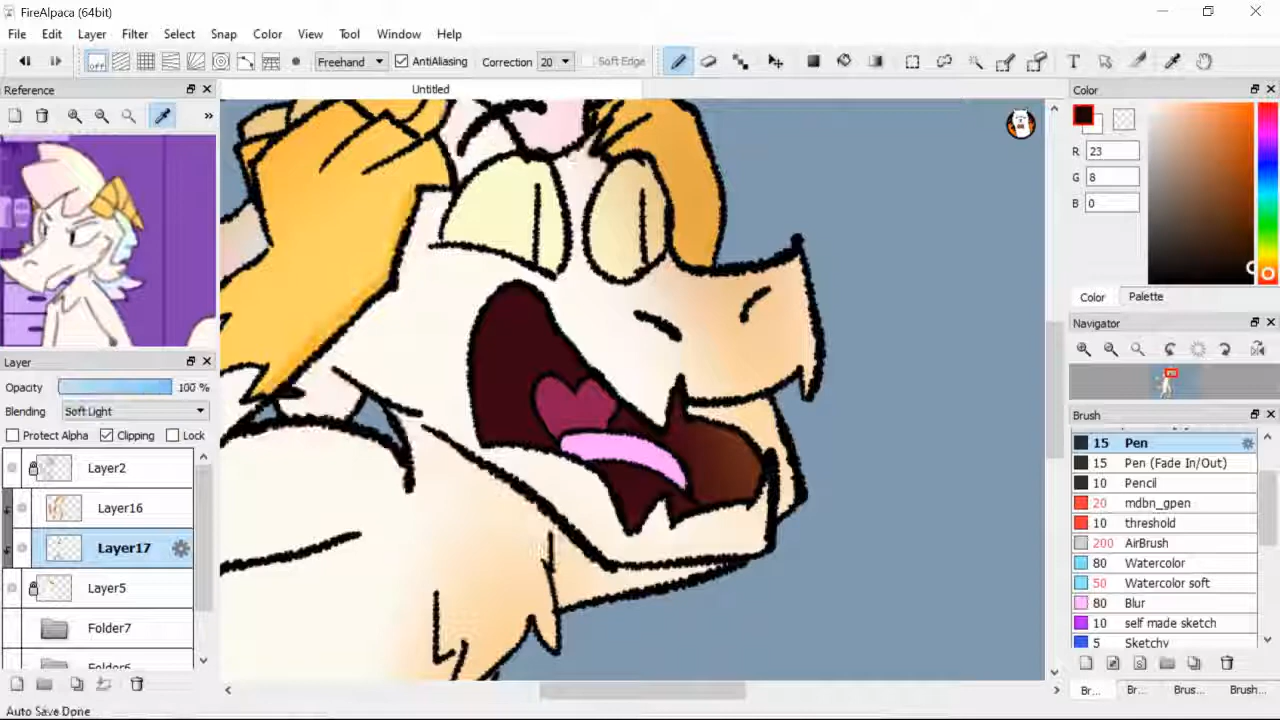 FireAlpaca (64bit)
File Edit Layer Filter Select Snap Color View Tool Window Help
off Freehand AntiAliasing Correction 20 Soft Edge T
Reference Untitled Color
»
R 23
G 8
B 0
Color Palette
Layer Navigator
Opacity 100 %
Blending Soft Light
Protect Alpha Clipping Lock
Brush
15 Pen
Layer2 15 Pen (Fade In/Out)
10 Pencil
Layer16 20 mdbn_gpen
10 threshold
Layer17 200 AirBrush
80 Watercolor
Layer5 50 Watercolor soft
80 Blur
Folder7 10 self made sketch
5 Sketchy
Folder6
Br... Br... Brus... Brush...
Auto Save Done